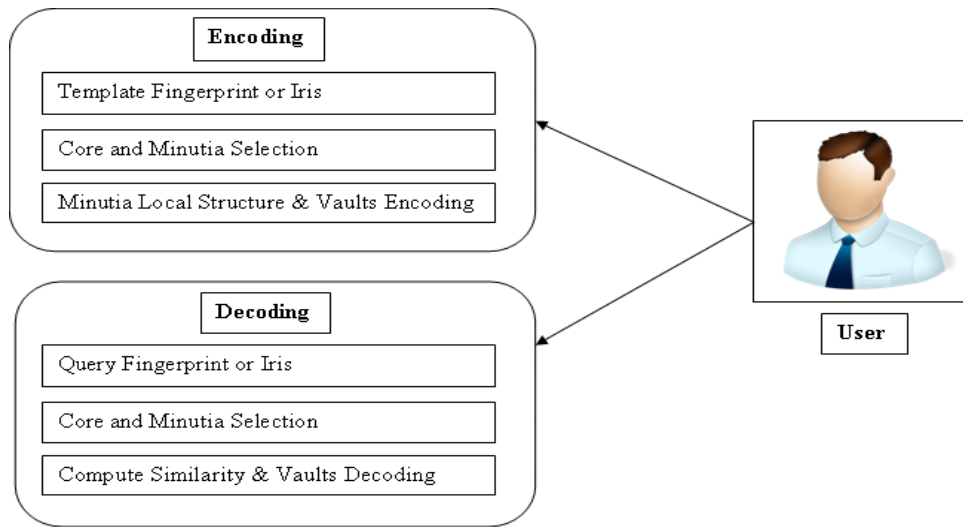 Encoding
Template Fingerprint or Iris
Core and Minutia Selection
Minutia Local Structure & Vaults Encoding
Decoding
Query Fingerprint or Iris
Core and Minutia Selection
Compute Similarity & Vaults Decoding
User